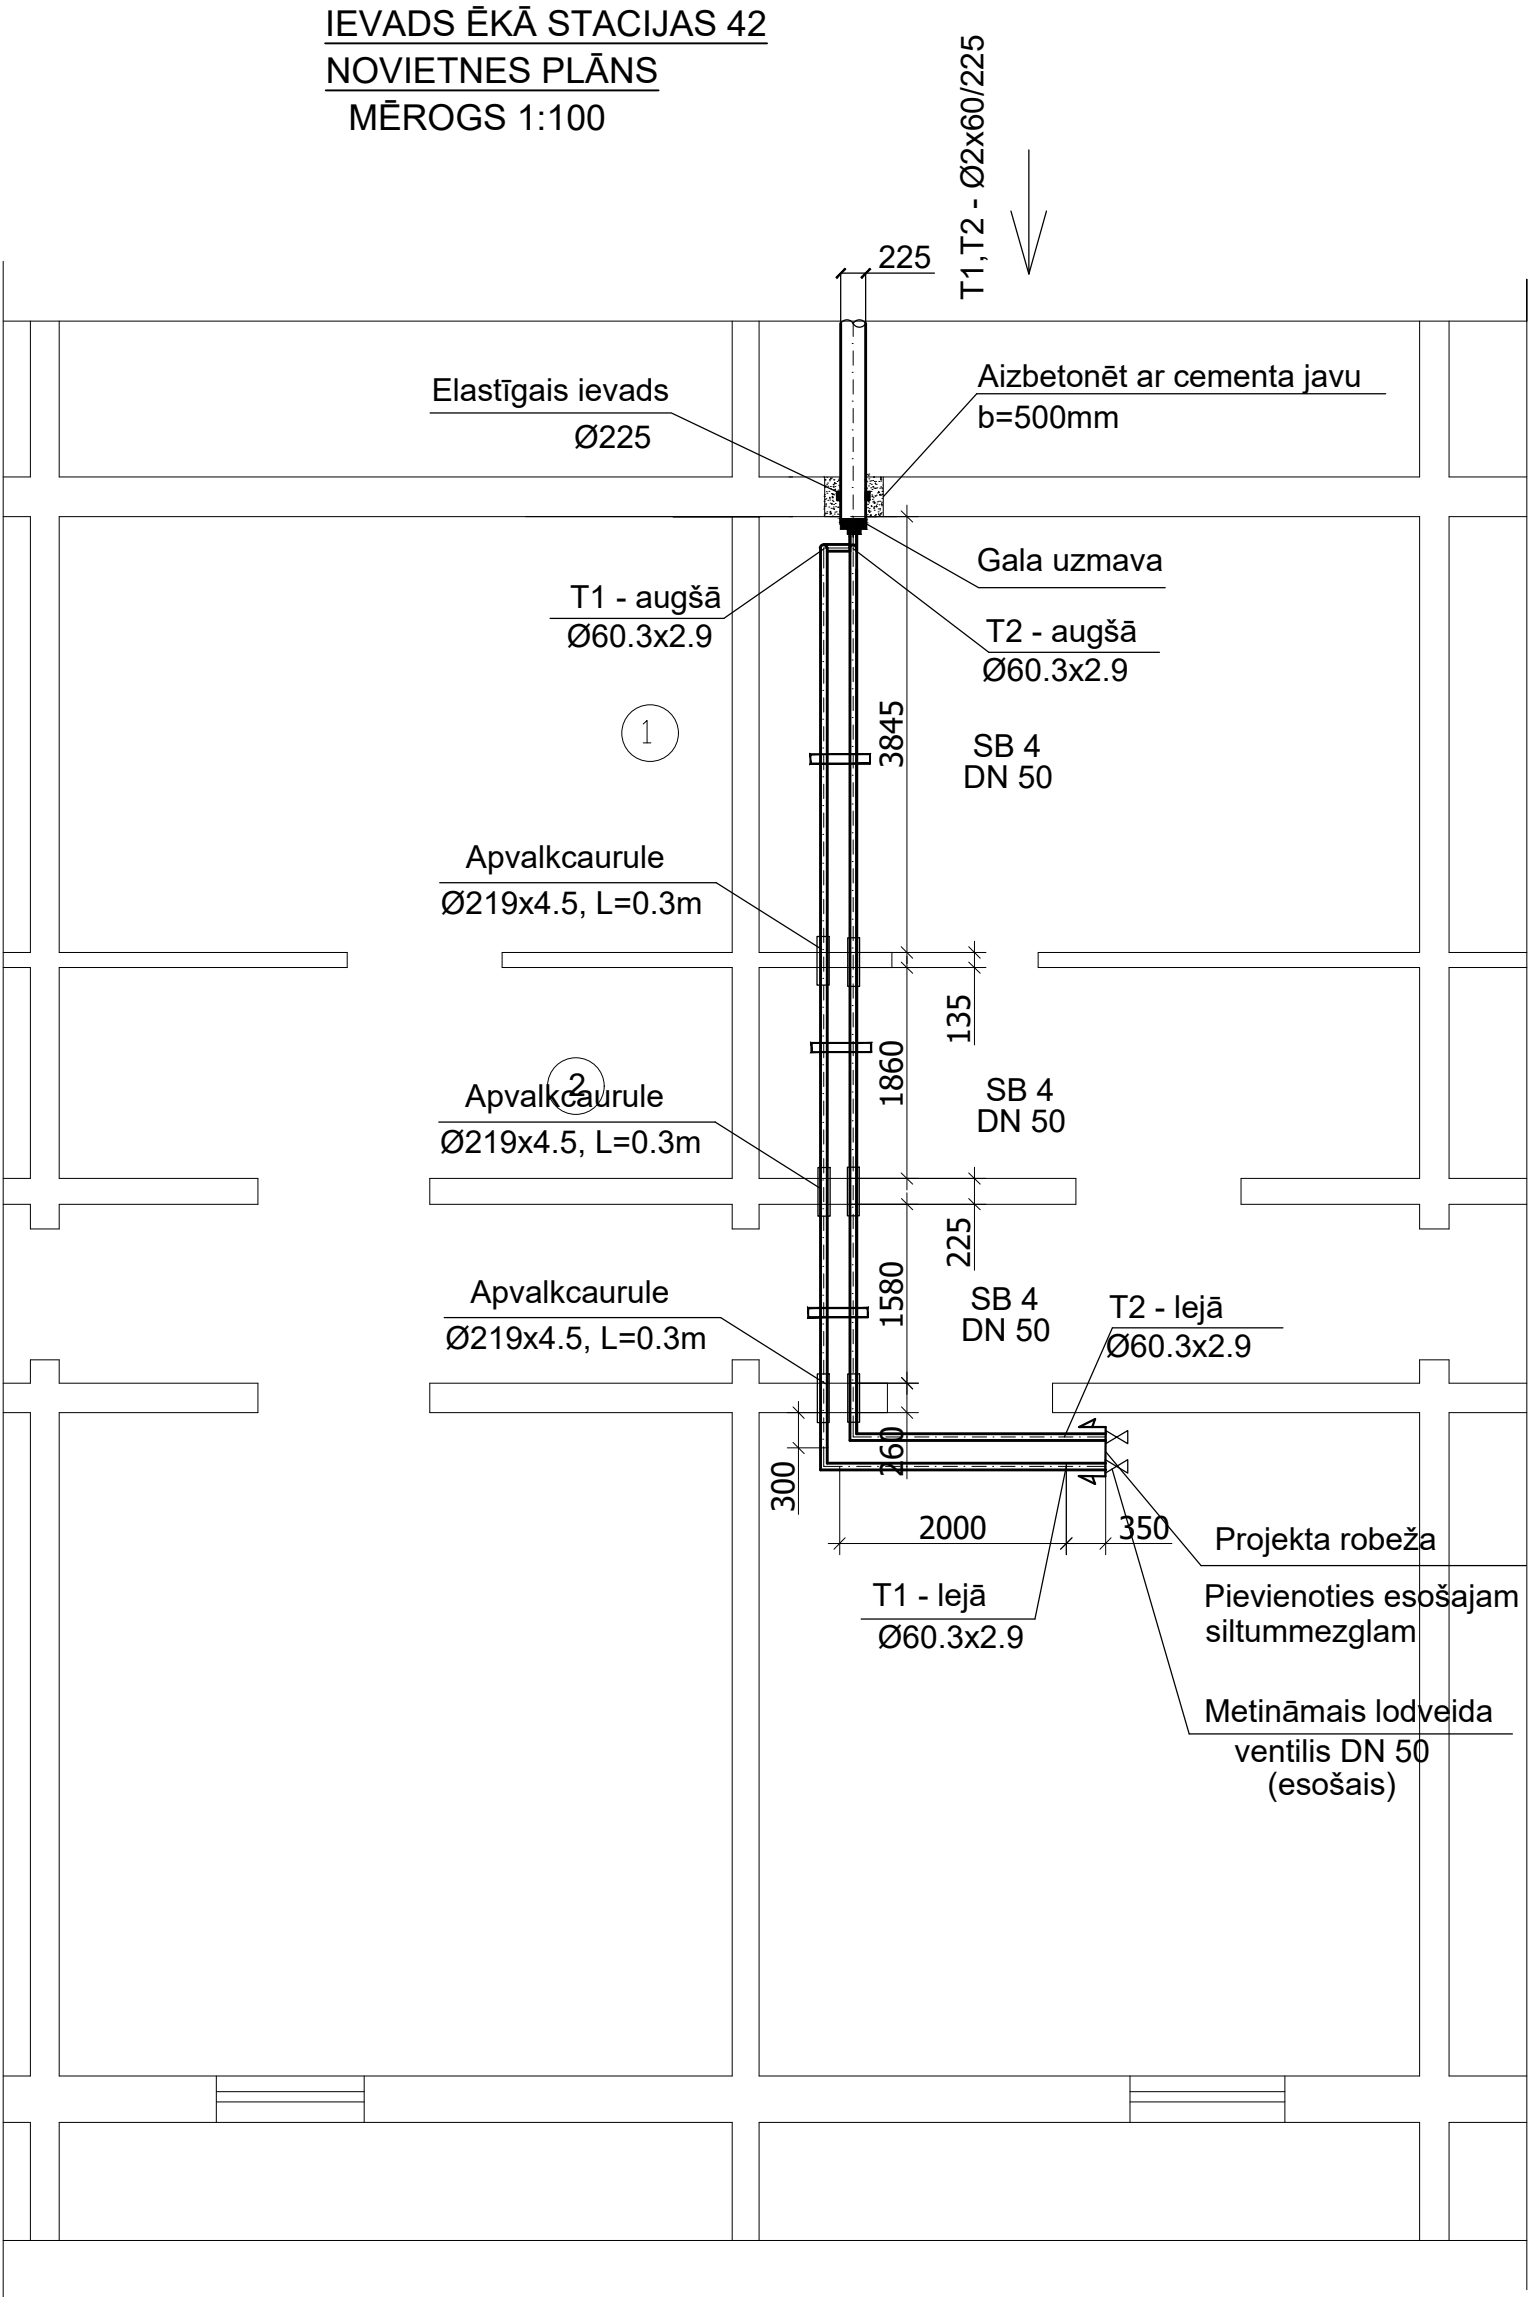 IEVADS ĒKĀ STACIJAS 42
NOVIETNES PLĀNS
MĒROGS 1:100
T1,T2 - Ø2x60/225
225
Elastīgais ievads
Ø225
Aizbetonēt ar cementa javu
b=500mm
Gala uzmava
T1 - augšā
Ø60.3x2.9
T2 - augšā
Ø60.3x2.9
1
3845
SB 4
DN 50
Apvalkcaurule
Ø219x4.5, L=0.3m
135
1860
2
Apvalkcaurule
Ø219x4.5, L=0.3m
SB 4
DN 50
225
1580
Apvalkcaurule
Ø219x4.5, L=0.3m
SB 4
DN 50
T2 - lejā
Ø60.3x2.9
260
300
2000
350
Projekta robeža
Pievienoties esošajam
siltummezglam
T1 - lejā
Ø60.3x2.9
Metināmais lodveida
ventilis DN 50
(esošais)